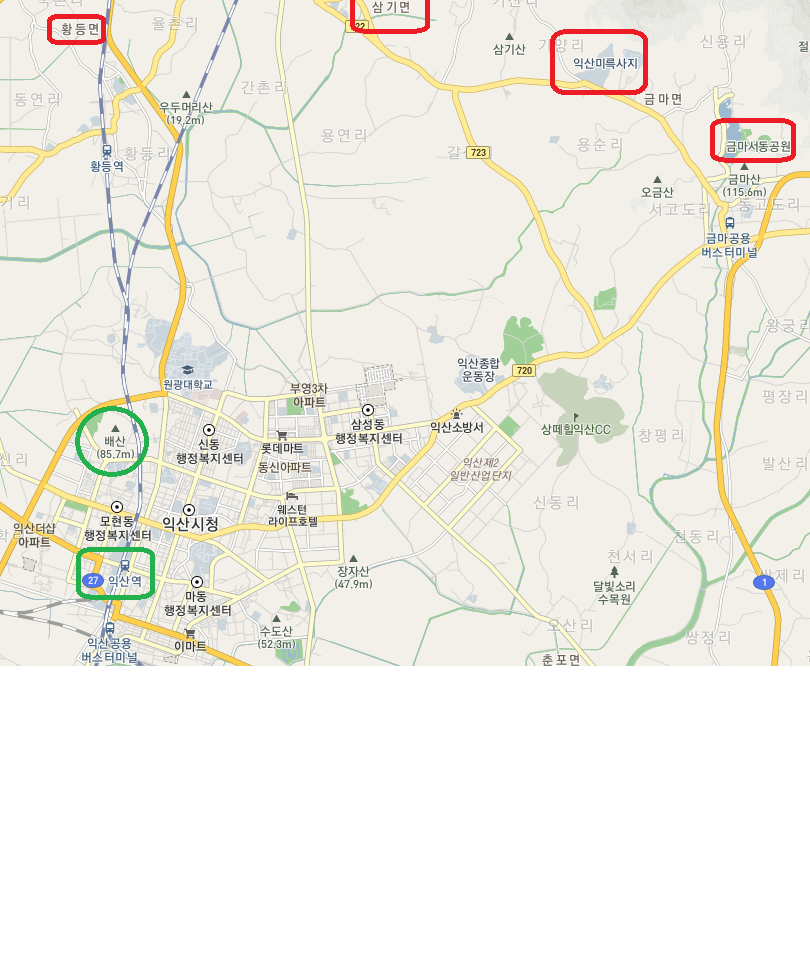 삼기면
황등면
율촌리
722
신용리
삼기산
기양리
익산미륵사지
간촌리
동연리
우두머리산
(19.2m)
금마면
용연리
용순리
금마서동공원
황등리
황등역
723
금마산
(115.6m)
오금산
서고도리
동고도리
금마공용
버스터미널
왕궁리
원광대학교
부영3차
아파트
익산종합
운동장
720
평장리
삼성동
행정복지센터
익산소방서
상떼힐익산CC
배산
(85.7m)
신동
행정복지센터
롯데마트
동신아파트
창평리
익산제2
일반산업단지
발산리
웨스턴
라이프호텔
신동리
모현동
행정복지센터
익산시청
익산더샵
아파트
천동리
천서리
27
익산역
마동
행정복지센터
장자산
(47.9m)
달빛소리
수목원
1
수도산
(52.3m)
오산리
쌍정리
익산공용
버스터미널
이마트
춘포면